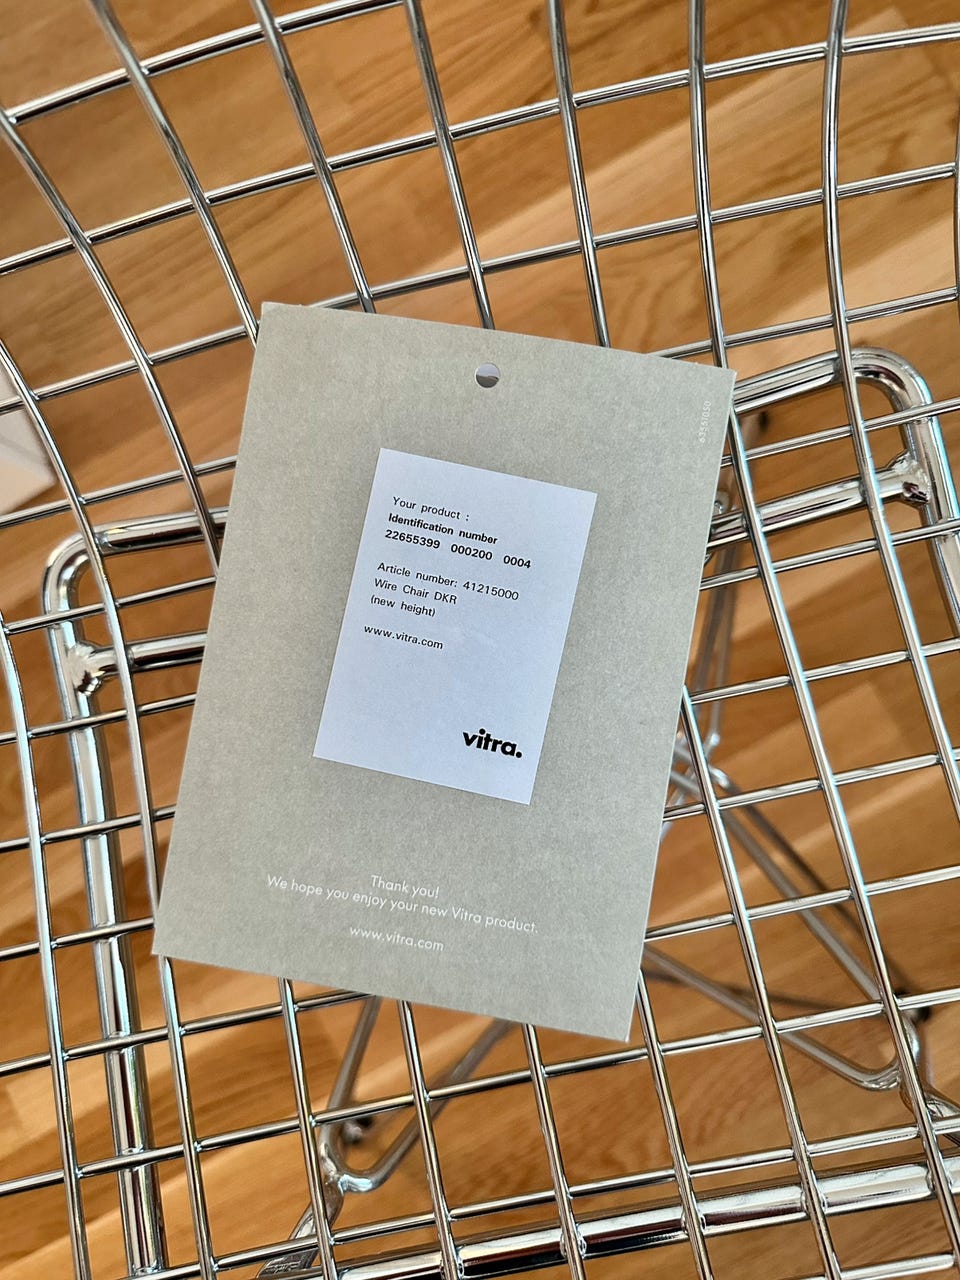 63551050
Your product :
Identification number
22655399 000200 0004
Article number: 41215000
Wire Chair DKR
(new height)
www.vitra.com
vitra.
Thank you!
We hope you enjoy your new Vitra product.
www.vitra.com